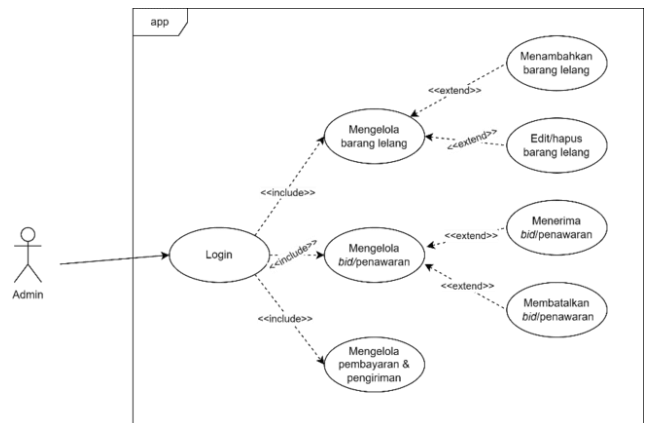 app
Menambahkan
barang lelang
<<extend>>
Mengelola
barang lelang
<<extend>>
Edit/hapus
barang lelang
<<include>>
Menerima
bid/penawaran
<<extend>>
Login
<<include>>
Mengelola
bid/penawaran
<<extend>>
Membatalkan
bid/penawaran
Admin
<<include>>
Mengelola
pembayaran &
pengiriman